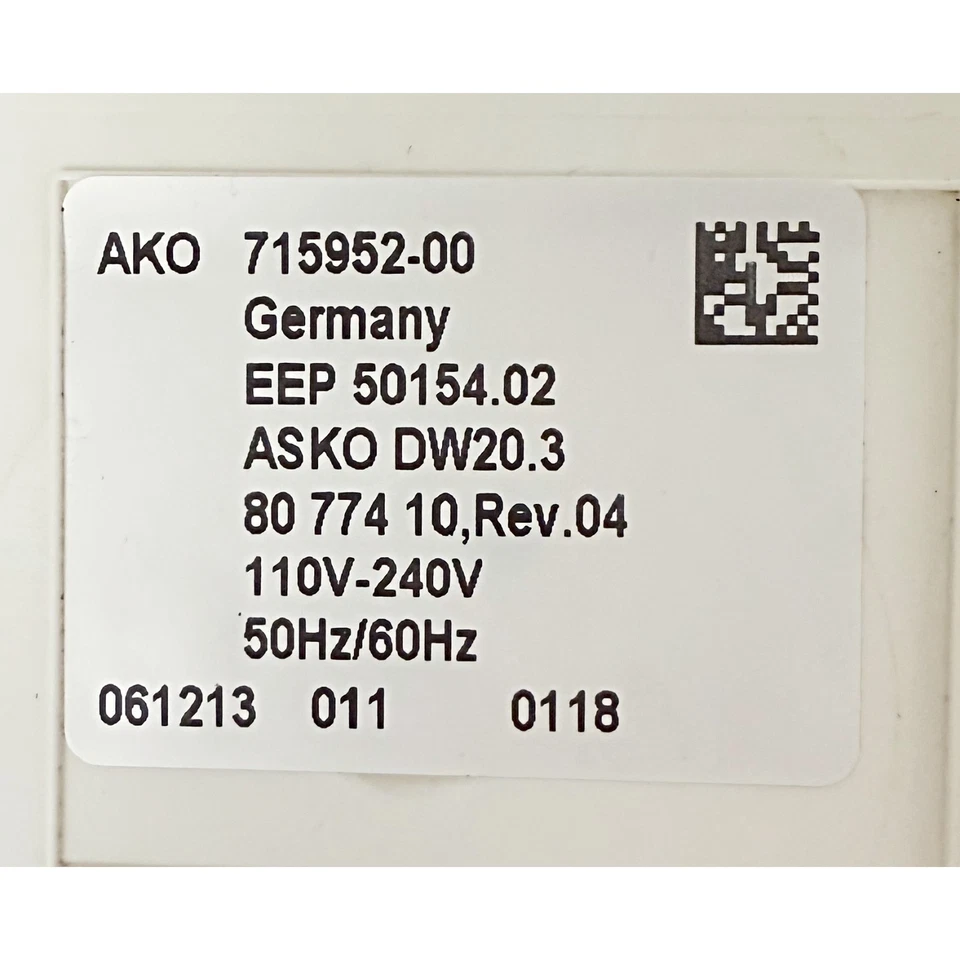 AKO 715952-00
Germany
EEP 50154.02
ASKO DW20.3
80 774 10,Rev.04
110V-240V
50Hz/60Hz
061213 011 0118